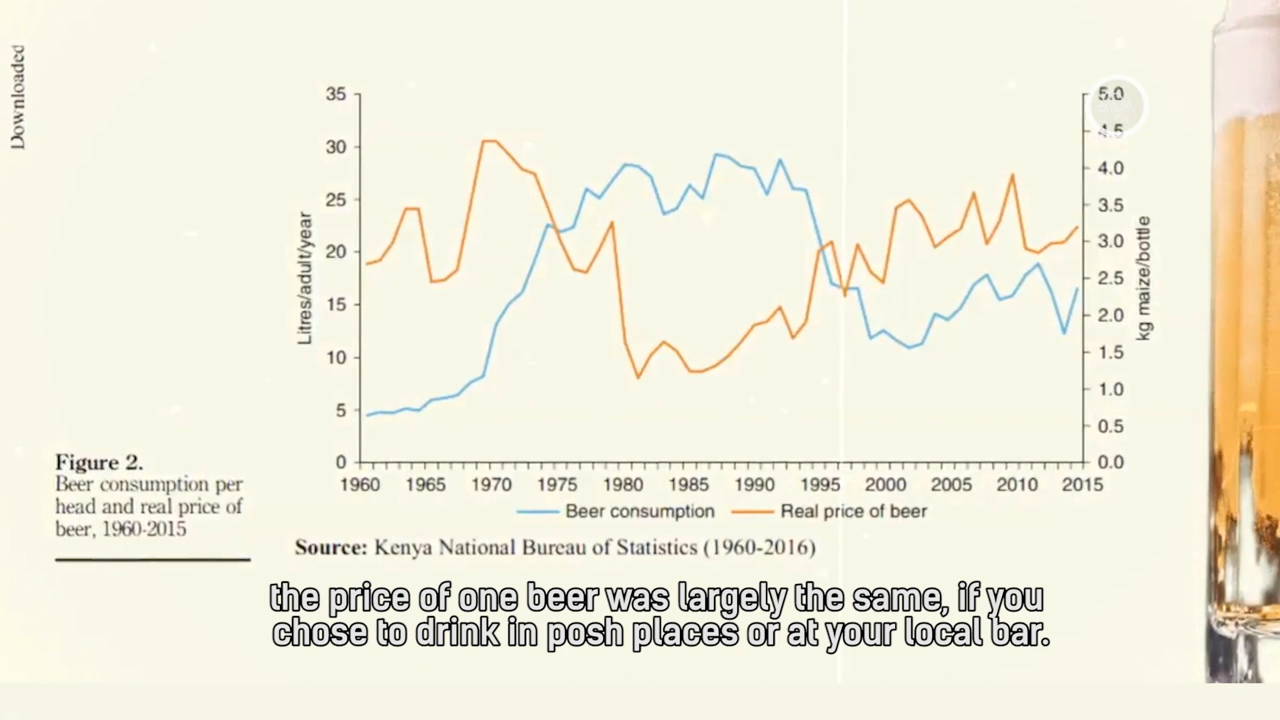 Downloaded
35
30
25
20
15
10
5
0
Litres/adult/year
5.0
4.5
4.0
3.5
3.0
2.5
2.0
1.5
1.0
0.5
0.0
kg maize/bottle
1960 1965 1970 1975 1980 1985 1990 1995 2000 2005 2010 2015
Beer consumption Real price of beer
Figure 2.
Beer consumption per
head and real price of
beer, 1960-2015
Source: Kenya National Bureau of Statistics (1960-2016)
the price of one beer was largely the same, if you
chose to drink in posh places or at your local bar.